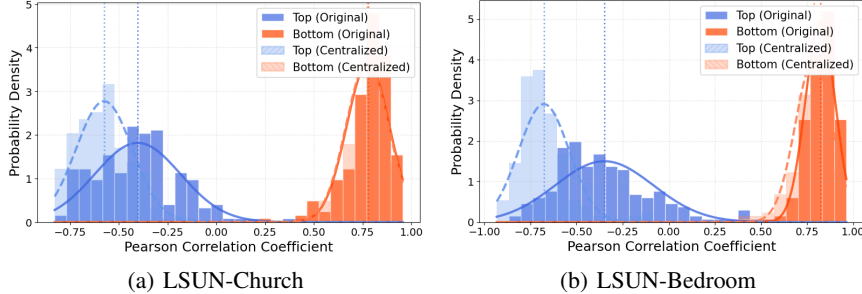 5
4
3
2
1
0
Probability Density
Top (Original)
Bottom (Original)
Top (Centralized)
Bottom (Centralized)
−0.75 −0.50 −0.25 0.00 0.25 0.50 0.75 1.00
Pearson Correlation Coefficient
(a) LSUN-Church
5
4
3
2
1
0
Probability Density
Top (Original)
Bottom (Original)
Top (Centralized)
Bottom (Centralized)
−1.00 −0.75 −0.50 −0.25 0.00 0.25 0.50 0.75 1.00
Pearson Correlation Coefficient
(b) LSUN-Bedroom